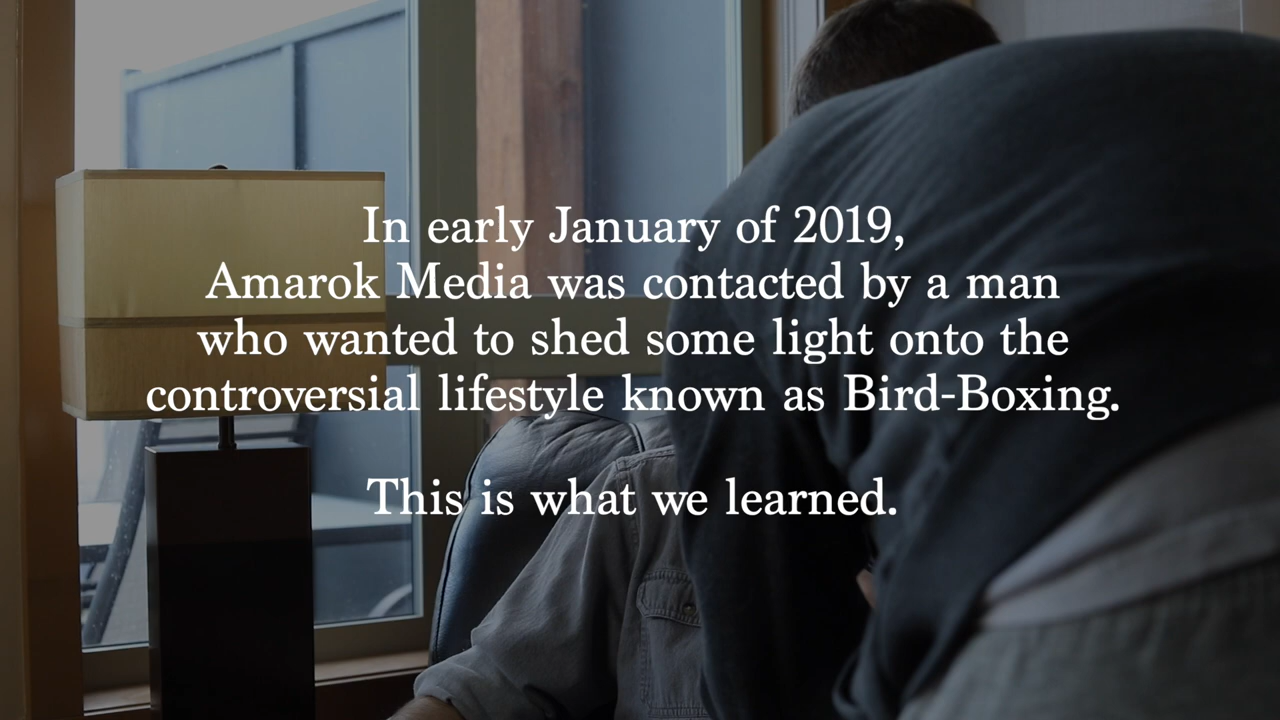 In early January of 2019,
Amarok Media was contacted by a man
who wanted to shed some light onto the
controversial lifestyle known as Bird-Boxing.
This is what we learned.